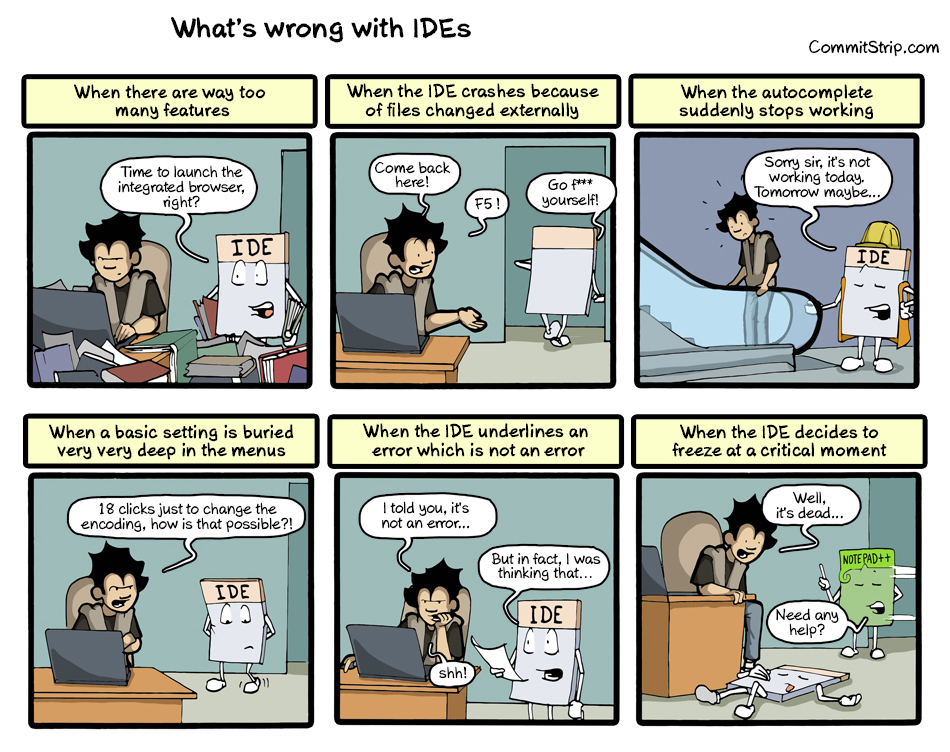 What's wrong with IDEs
CommitStrip.com
When there are way too
many features
Time to launch the
integrated browser,
right?
IDE
When the IDE crashes because
of files changed externally
Come back
here!
F5 !
Go f***
yourself!
When the autocomplete
suddenly stops working
Sorry sir, it's not
working today.
Tomorrow maybe...
IDE
When a basic setting is buried
very very deep in the menus
18 clicks just to change the
encoding, how is that possible?!
IDE
When the IDE underlines an
error which is not an error
I told you, it's
not an error...
But in fact, I was
thinking that...
IDE
shh!
When the IDE decides to
freeze at a critical moment
Well,
it's dead...
NOTEPAD++
Need any
help?